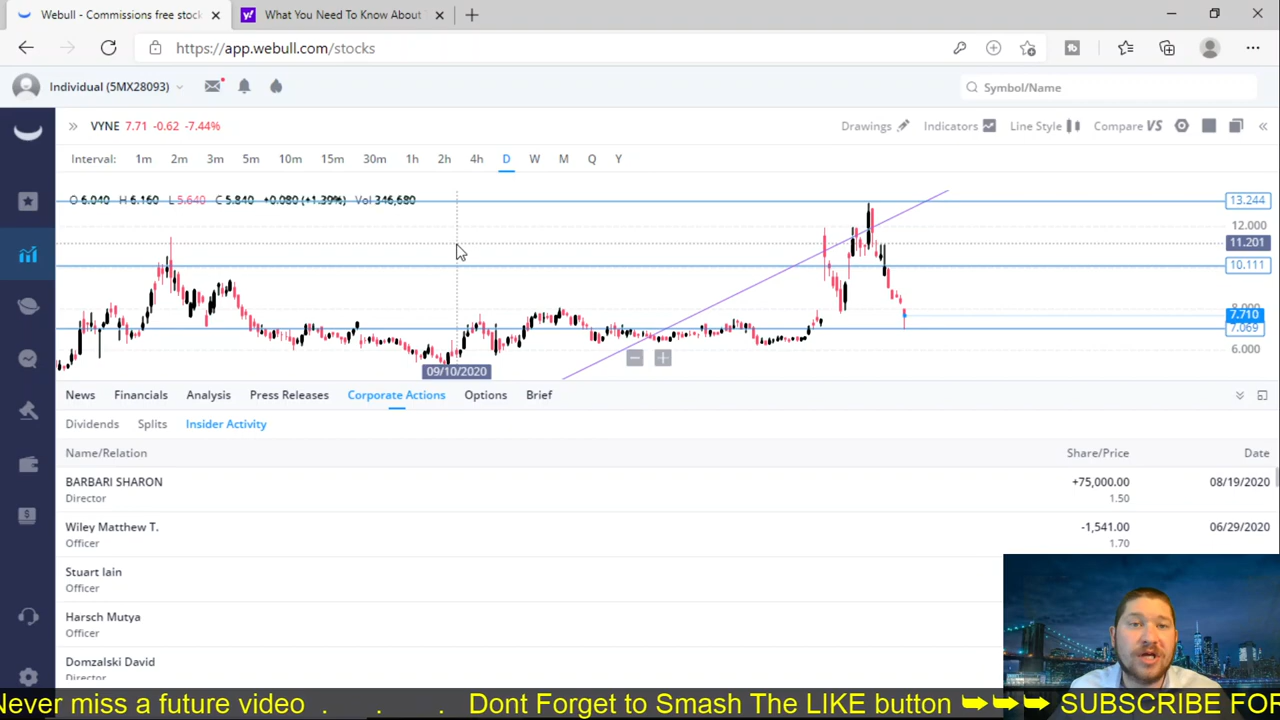 Webull - Commissions free stock
What You Need To Know About
https://app.webull.com/stocks
Individual (5MX28093)
Symbol/Name
VYNE 7.71 -0.62 -7.44%
Drawings Indicators Line Style Compare VS
Interval: 1m 2m 3m 5m 10m 15m 30m 1h 2h 4h D W M Q Y
O 6.040 H 6.160 L 5.640 C 5.840 +0.080 (+1.39%) Vol 346,680
13.244
12.000
11.201
10.111
8.000
7.710
7.069
6.000
09/10/2020
News Financials Analysis Press Releases Corporate Actions Options Brief
Dividends Splits Insider Activity
Name/Relation Share/Price Date
BARBARI SHARON +75,000.00 08/19/2020
Director 1.50
Wiley Matthew T. -1,541.00 06/29/2020
Officer 1.70
Stuart Iain
Officer
Harsch Mutya
Officer
Domzalski David
Director
Never miss a future video . . . Dont Forget to Smash The LIKE button ➡➡➡ SUBSCRIBE FOR